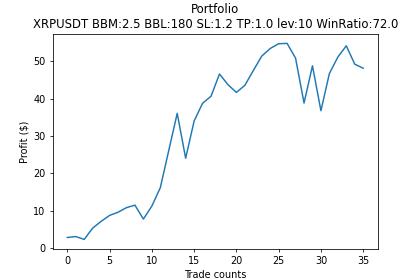 Portfolio
XRPUSDT BBM:2.5 BBL:180 SL:1.2 TP:1.0 lev:10 WinRatio:72.0
50
40
30
20
10
0
Profit ($)
0 5 10 15 20 25 30 35
Trade counts